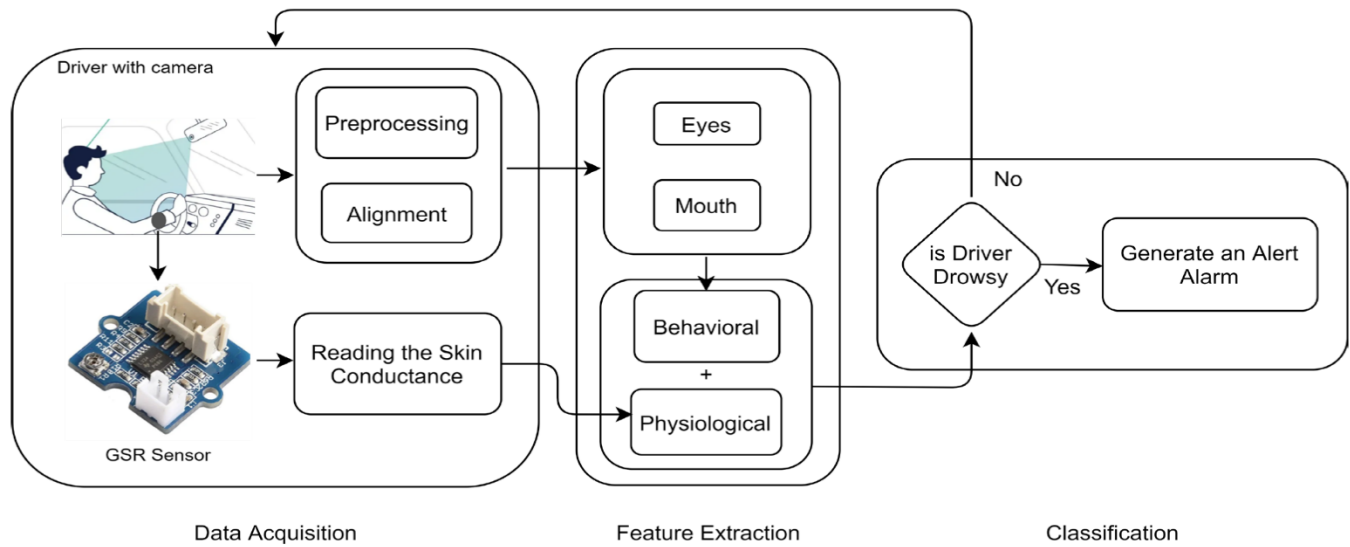 Driver with camera
Preprocessing
Alignment
GSR Sensor
Reading the Skin
Conductance
Data Acquisition
Eyes
Mouth
Behavioral
+
Physiological
Feature Extraction
No
is Driver
Drowsy
Yes
Generate an Alert
Alarm
Classification